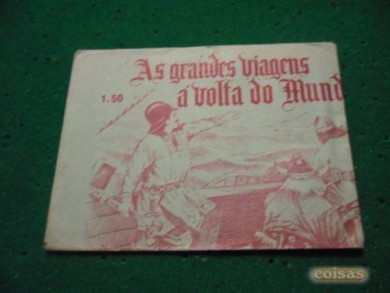 As grandes viagens
á volta do Mund
1.50
coisas